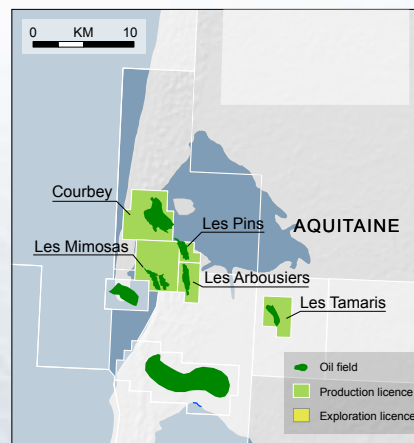 0 KM 10
Courbey
Les Pins
AQUITAINE
Les Mimosas
Les Arbousiers
Les Tamaris
Oil field
Production licence
Exploration licence